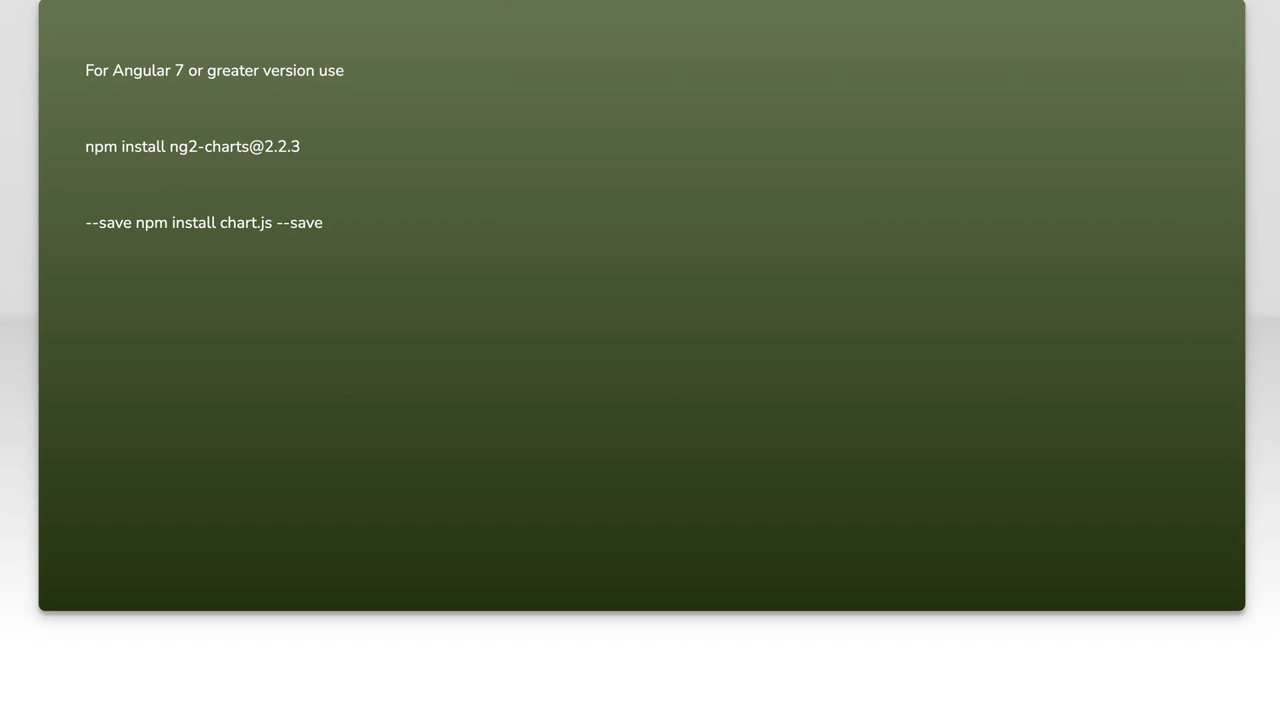 For Angular 7 or greater version use
npm install ng2-charts@2.2.3
--save npm install chart.js --save